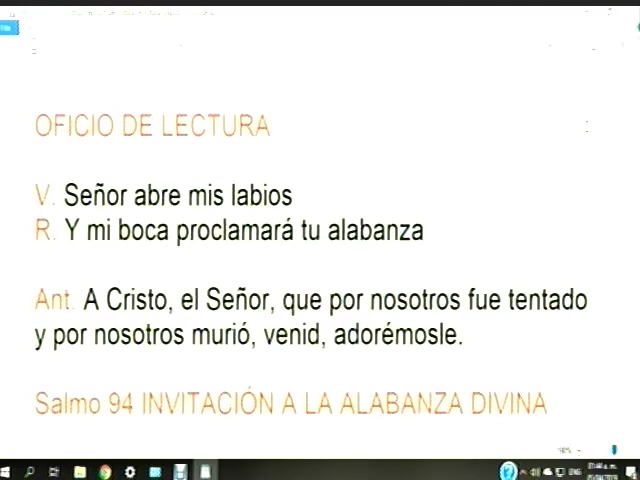 OFICIO DE LECTURA
V. Señor abre mis labios
R. Y mi boca proclamará tu alabanza
Ant. A Cristo, el Señor, que por nosotros fue tentado
y por nosotros murió, venid, adorémosle.
Salmo 94 INVITACIÓN A LA ALABANZA DIVINA
ENG